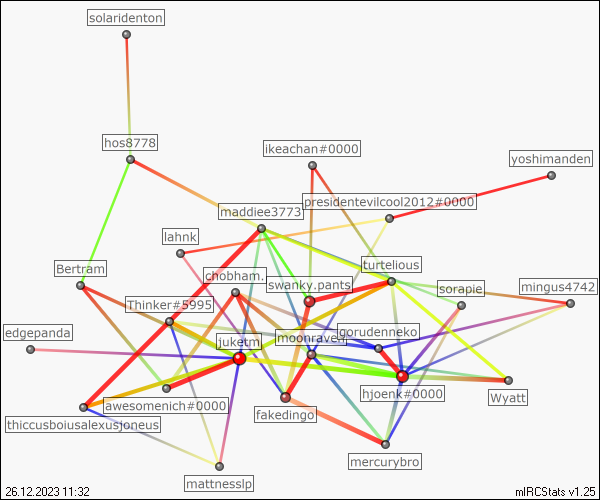 solaridenton
hos8778
ikeachan#0000
yoshimanden
presidentevilcool2012#0000
maddiee3773
lahnk
turtelious
Bertram
chobham.
swanky.pants
sorapie
mingus4742
Thinker#5995
edgepanda
juketm
moonraven
gorudenneko
hjoenk#0000
Wyatt
awesomenich#0000
fakedingo
thiccusboiusalexusjoneus
mercurybro
mattnesslp
26.12.2023 11:32
mIRCStats v1.25